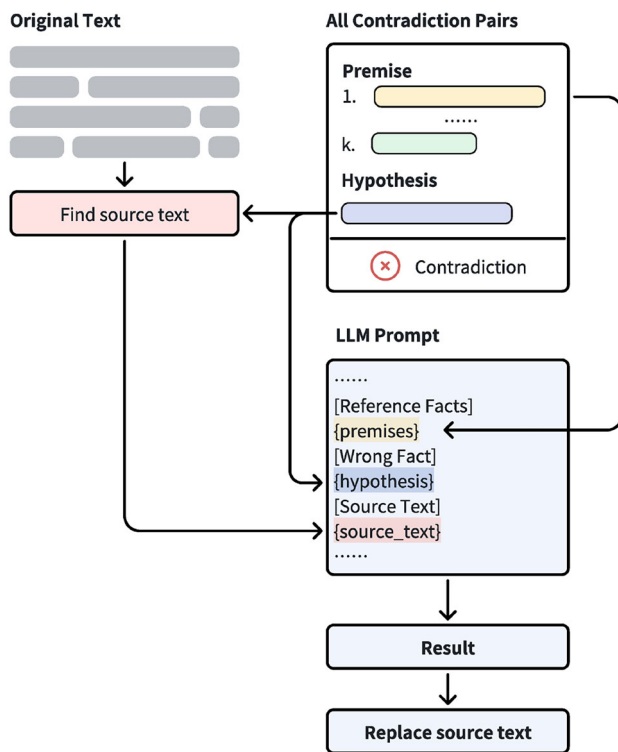 Original Text
All Contradiction Pairs
Premise
1.
......
k.
Hypothesis
Find source text
Contradiction
LLM Prompt
......
[Reference Facts]
{premises}
[Wrong Fact]
{hypothesis}
[Source Text]
{source_text}
......
Result
Replace source text